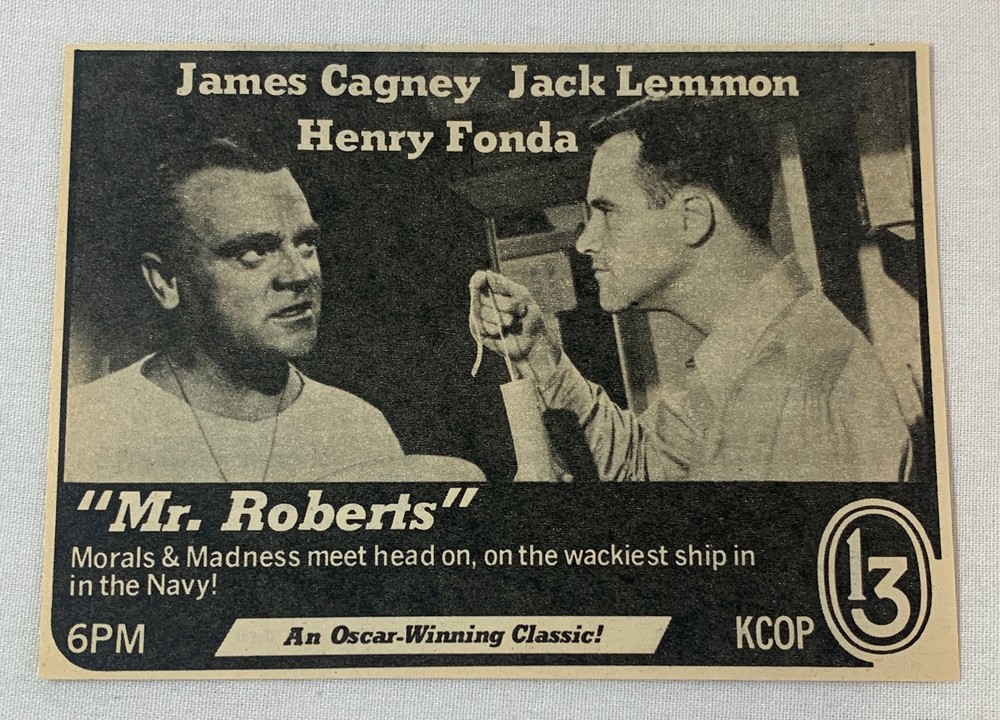 James Cagney Jack Lemmon
Henry Fonda
"Mr. Roberts"
Morals & Madness meet head on, on the wackiest ship in
in the Navy!
6PM
An Oscar-Winning Classic!
KCOP
13